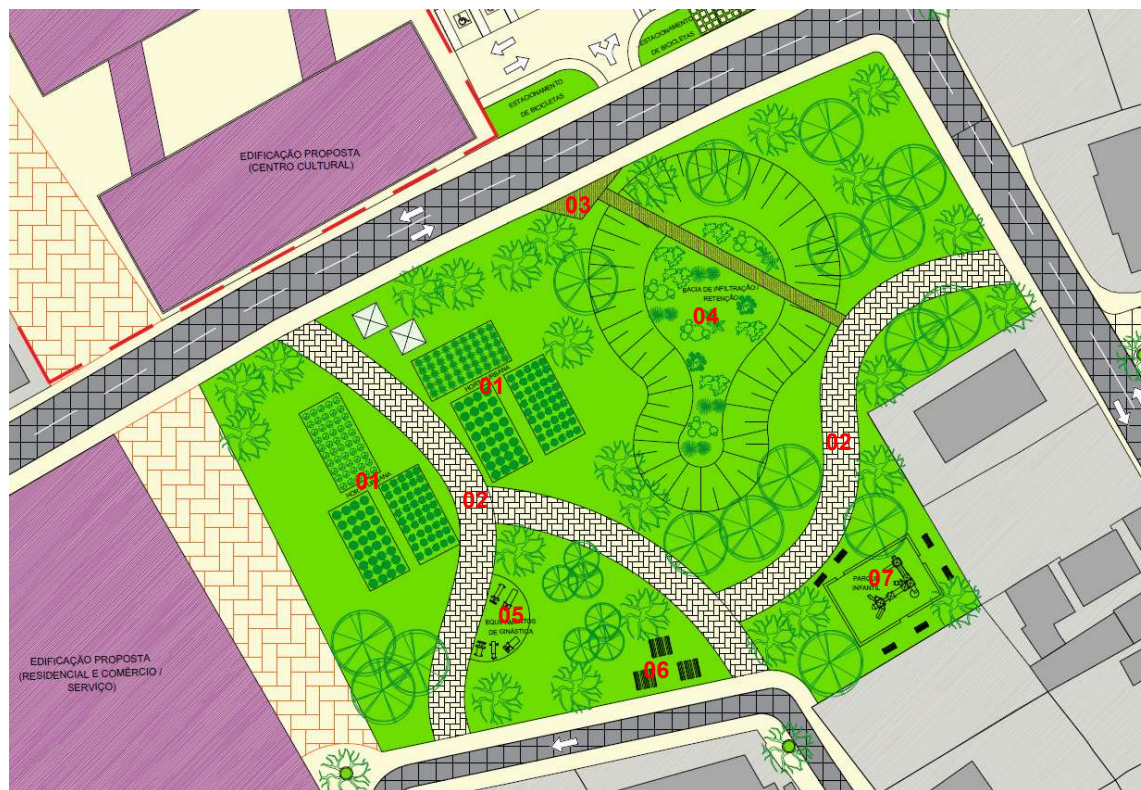 ESTACIONAMENTO
DE BICICLETAS
ESTACIONAMENTO
DE BICICLETAS
EDIFICAÇÃO PROPOSTA
(CENTRO CULTURAL)
03
BACIA DE INFILTRAÇÃO /
RETENÇÃO
04
HORTA URBANA
01
HORTA URBANA
01
02
02
PARQUE
INFANTIL
07
EQUIPAMENTOS
DE GINÁSTICA
05
06
EDIFICAÇÃO PROPOSTA
(RESIDENCIAL E COMÉRCIO /
SERVIÇO)